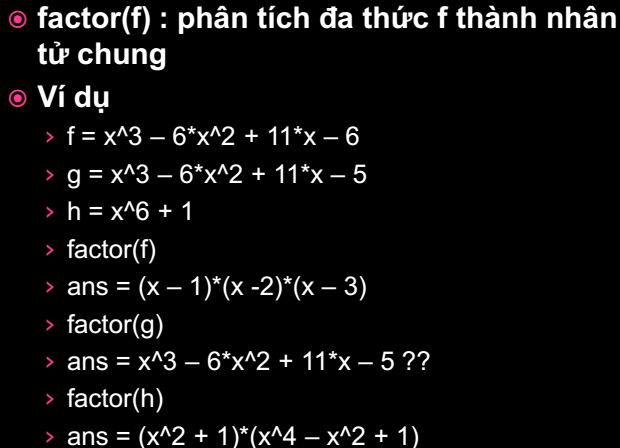 factor(f) : phân tích đa thức f thành nhân
tử chung
Ví dụ
f = x^3 – 6*x^2 + 11*x – 6
g = x^3 – 6*x^2 + 11*x – 5
h = x^6 + 1
factor(f)
ans = (x – 1)*(x -2)*(x – 3)
factor(g)
ans = x^3 – 6*x^2 + 11*x – 5 ??
factor(h)
ans = (x^2 + 1)*(x^4 – x^2 + 1)